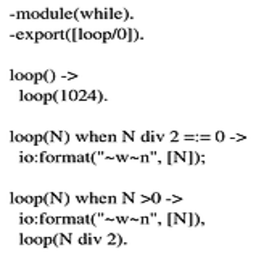 -module(while).
-export([loop/0]).

loop() ->
  loop(1024).

loop(N) when N div 2 =:= 0 ->
  io:format("~w~n", [N]);

loop(N) when N >0 ->
  io:format("~w~n", [N]),
  loop(N div 2).